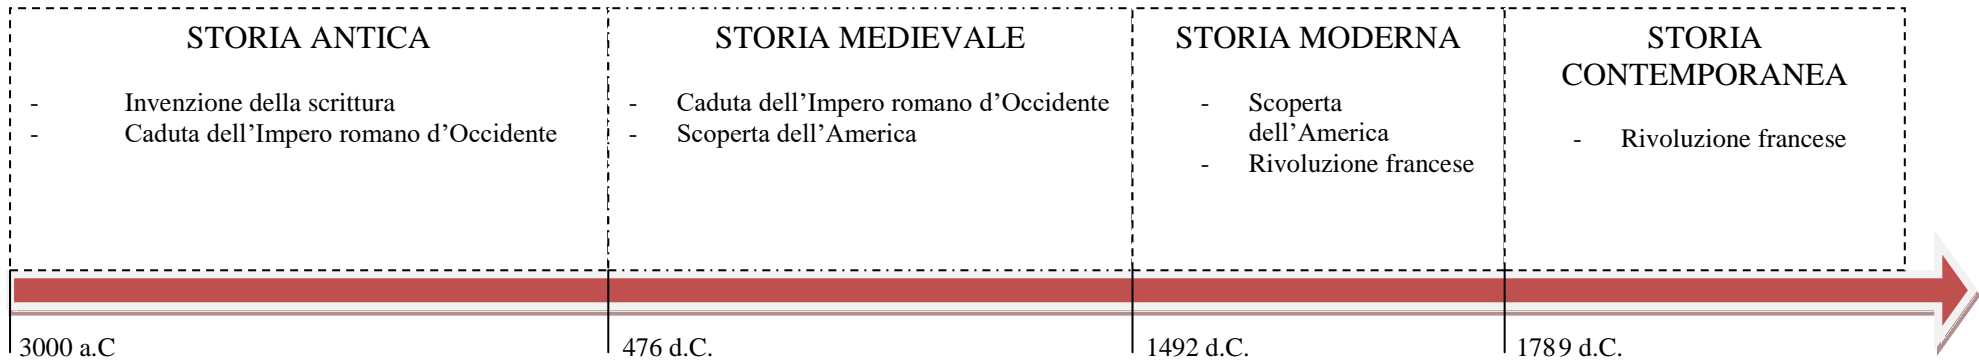 STORIA ANTICA
- Invenzione della scrittura
- Caduta dell’Impero romano d’Occidente
STORIA MEDIEVALE
- Caduta dell’Impero romano d’Occidente
- Scoperta dell’America
STORIA MODERNA
- Scoperta
dell’America
- Rivoluzione francese
STORIA
CONTEMPORANEA
- Rivoluzione francese
3000 a.C
476 d.C.
1492 d.C.
1789 d.C.